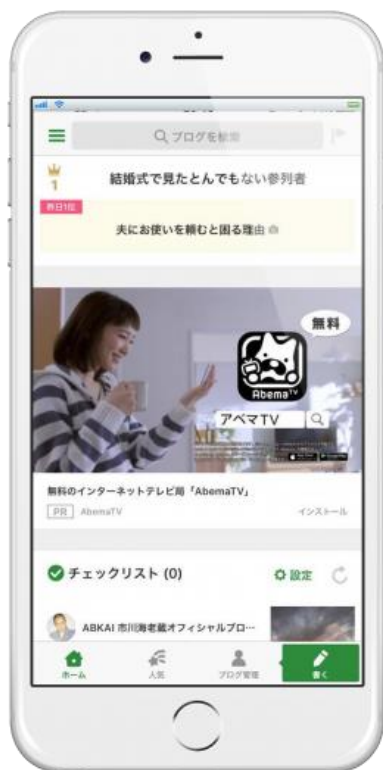 ブログを検索
1
結婚式で見たとんでもない参列者
昨日1位
夫にお使いを頼むと困る理由
無料
AbemaTV
アベマTV
無料のインターネットテレビ局「AbemaTV」
PR AbemaTV インストール
チェックリスト (0) 設定
ABKAI 市川海老蔵オフィシャルブロ…
ホーム 人気 ブログ管理 書く